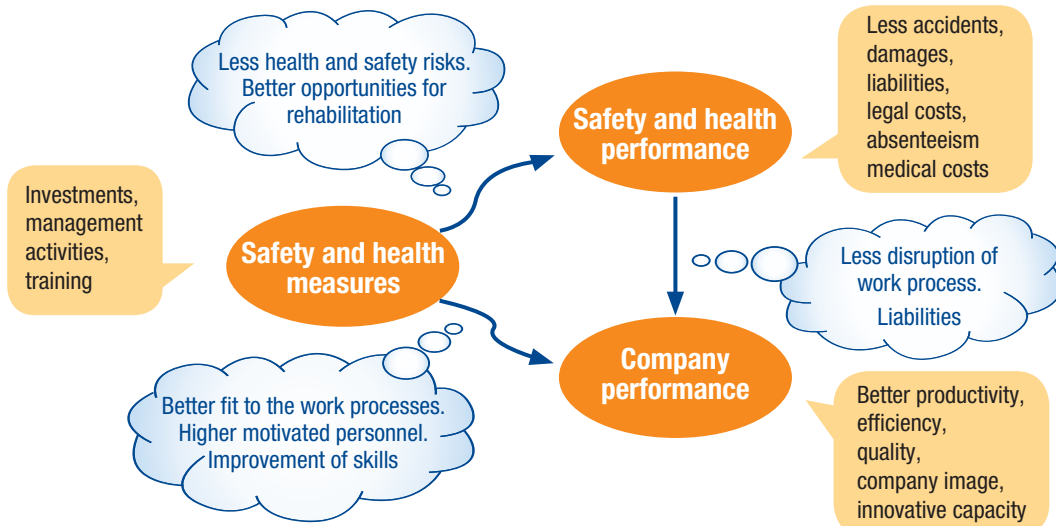 Less health and safety risks.
Better opportunities for
rehabilitation
Safety and health
performance
Less accidents,
damages,
liabilities,
legal costs,
absenteeism
medical costs
Investments,
management
activities,
training
Safety and health
measures
Less disruption of
work process.
Liabilities
Better fit to the work processes.
Higher motivated personnel.
Improvement of skills
Company
performance
Better productivity,
efficiency,
quality,
company image,
innovative capacity